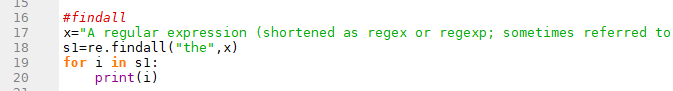 15
16 #findall
17 x="A regular expression (shortened as regex or regexp; sometimes referred to
18 s1=re.findall("the",x)
19 for i in s1:
20     print(i)